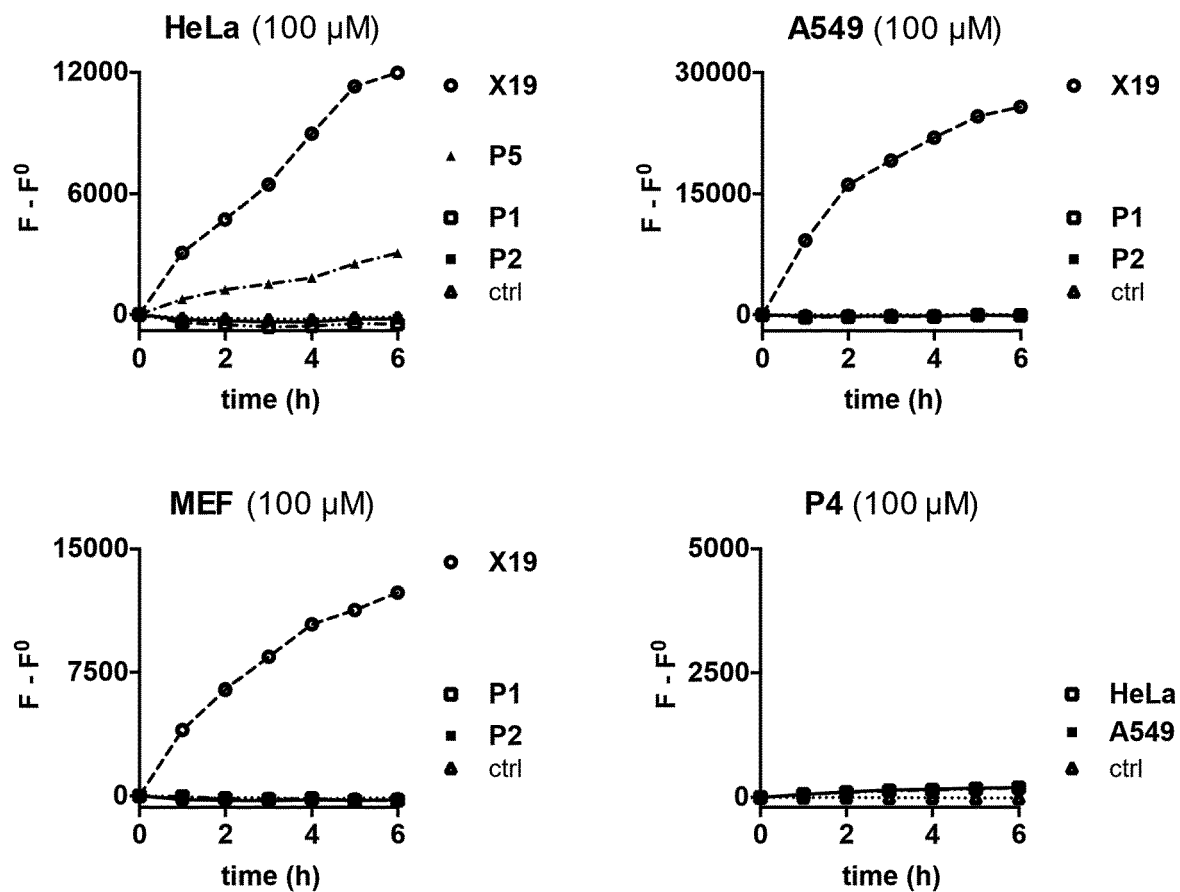 HeLa (100 µM)
12000
6000
0
F - F⁰
0 2 4 6
time (h)
X19
P5
P1
P2
ctrl
A549 (100 µM)
30000
15000
0
F - F⁰
0 2 4 6
time (h)
X19
P1
P2
ctrl
MEF (100 µM)
15000
7500
0
F - F⁰
0 2 4 6
time (h)
X19
P1
P2
ctrl
P4 (100 µM)
5000
2500
0
F - F⁰
0 2 4 6
time (h)
HeLa
A549
ctrl